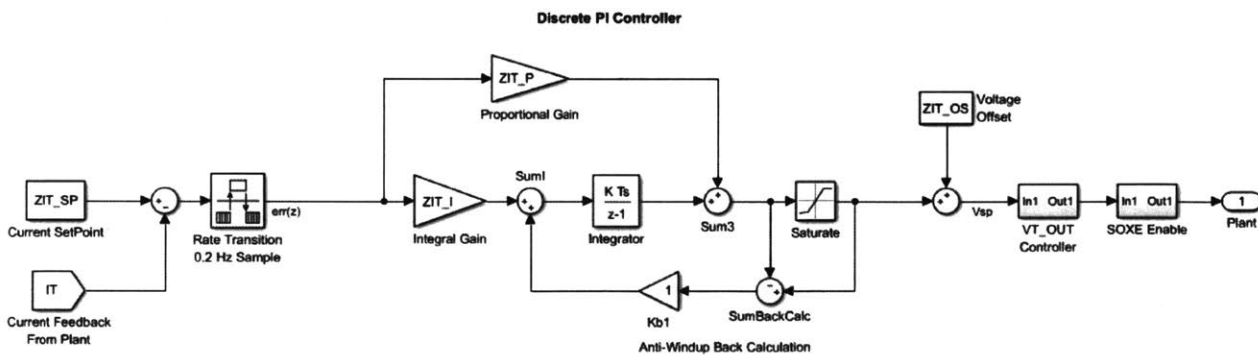 Discrete PI Controller
ZIT_P
Proportional Gain
ZIT_OS
Voltage
Offset
ZIT_SP
Current SetPoint
+
-
Rate Transition
0.2 Hz Sample
err(z)
ZIT_I
Integral Gain
SumI
+
+
K Ts
z-1
Integrator
+
+
Sum3
Saturate
+
+
Vsp
In1 Out1
VT_OUT
Controller
In1 Out1
SOXE Enable
1
Plant
IT
Current Feedback
From Plant
1
Kb1
-
+
SumBackCalc
Anti-Windup Back Calculation